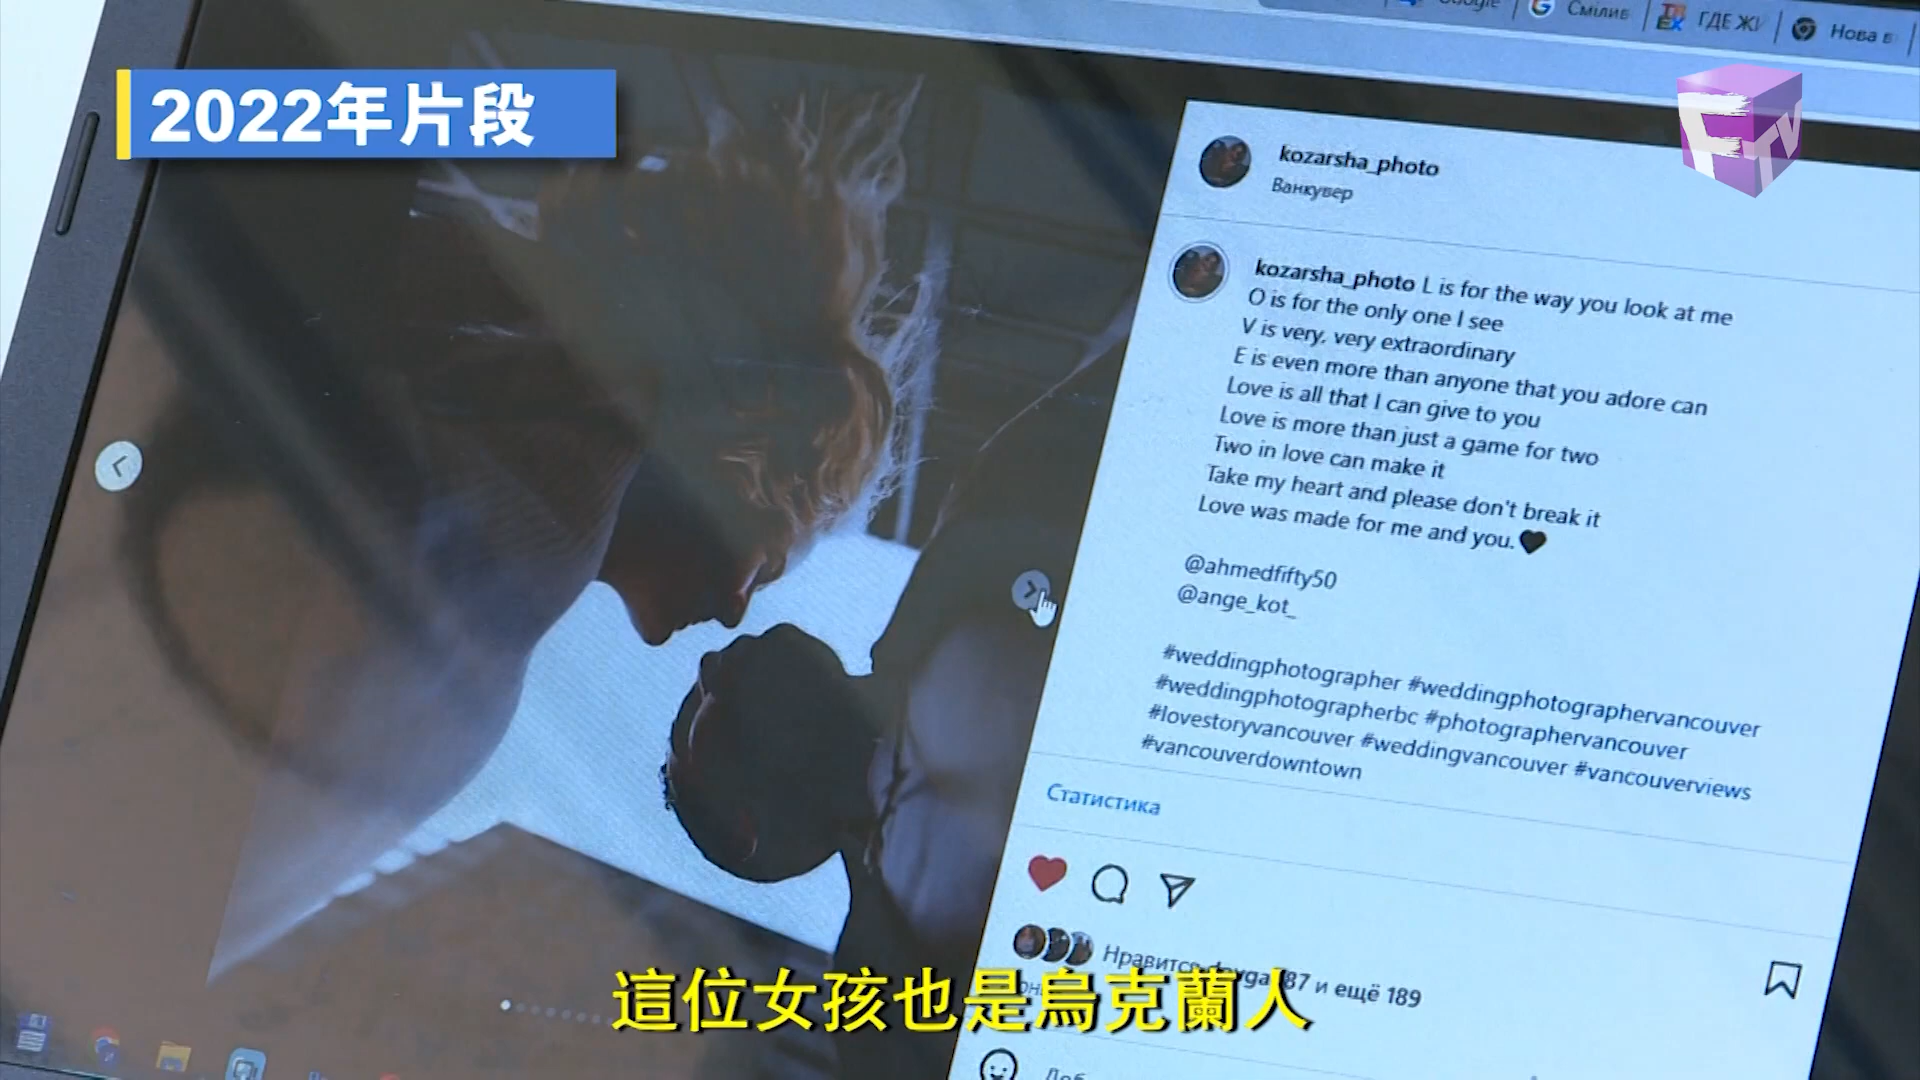 Google
Смілив
ГДЕ ЖИ
Нова в
2022年片段
FTV
kozarsha_photo
Ванкувер
kozarsha_photo L is for the way you look at me
O is for the only one I see
V is very, very extraordinary
E is even more than anyone that you adore can
Love is all that I can give to you
Love is more than just a game for two
Two in love can make it
Take my heart and please don't break it
Love was made for me and you.🖤
@ahmedfifty50
@ange_kot_
#weddingphotographer #weddingphotographervancouver
#weddingphotographerbc #photographervancouver
#lovestoryvancouver #weddingvancouver #vancouverviews
#vancouverdowntown
Статистика
Нравится и ещё 189
這位女孩也是烏克蘭人